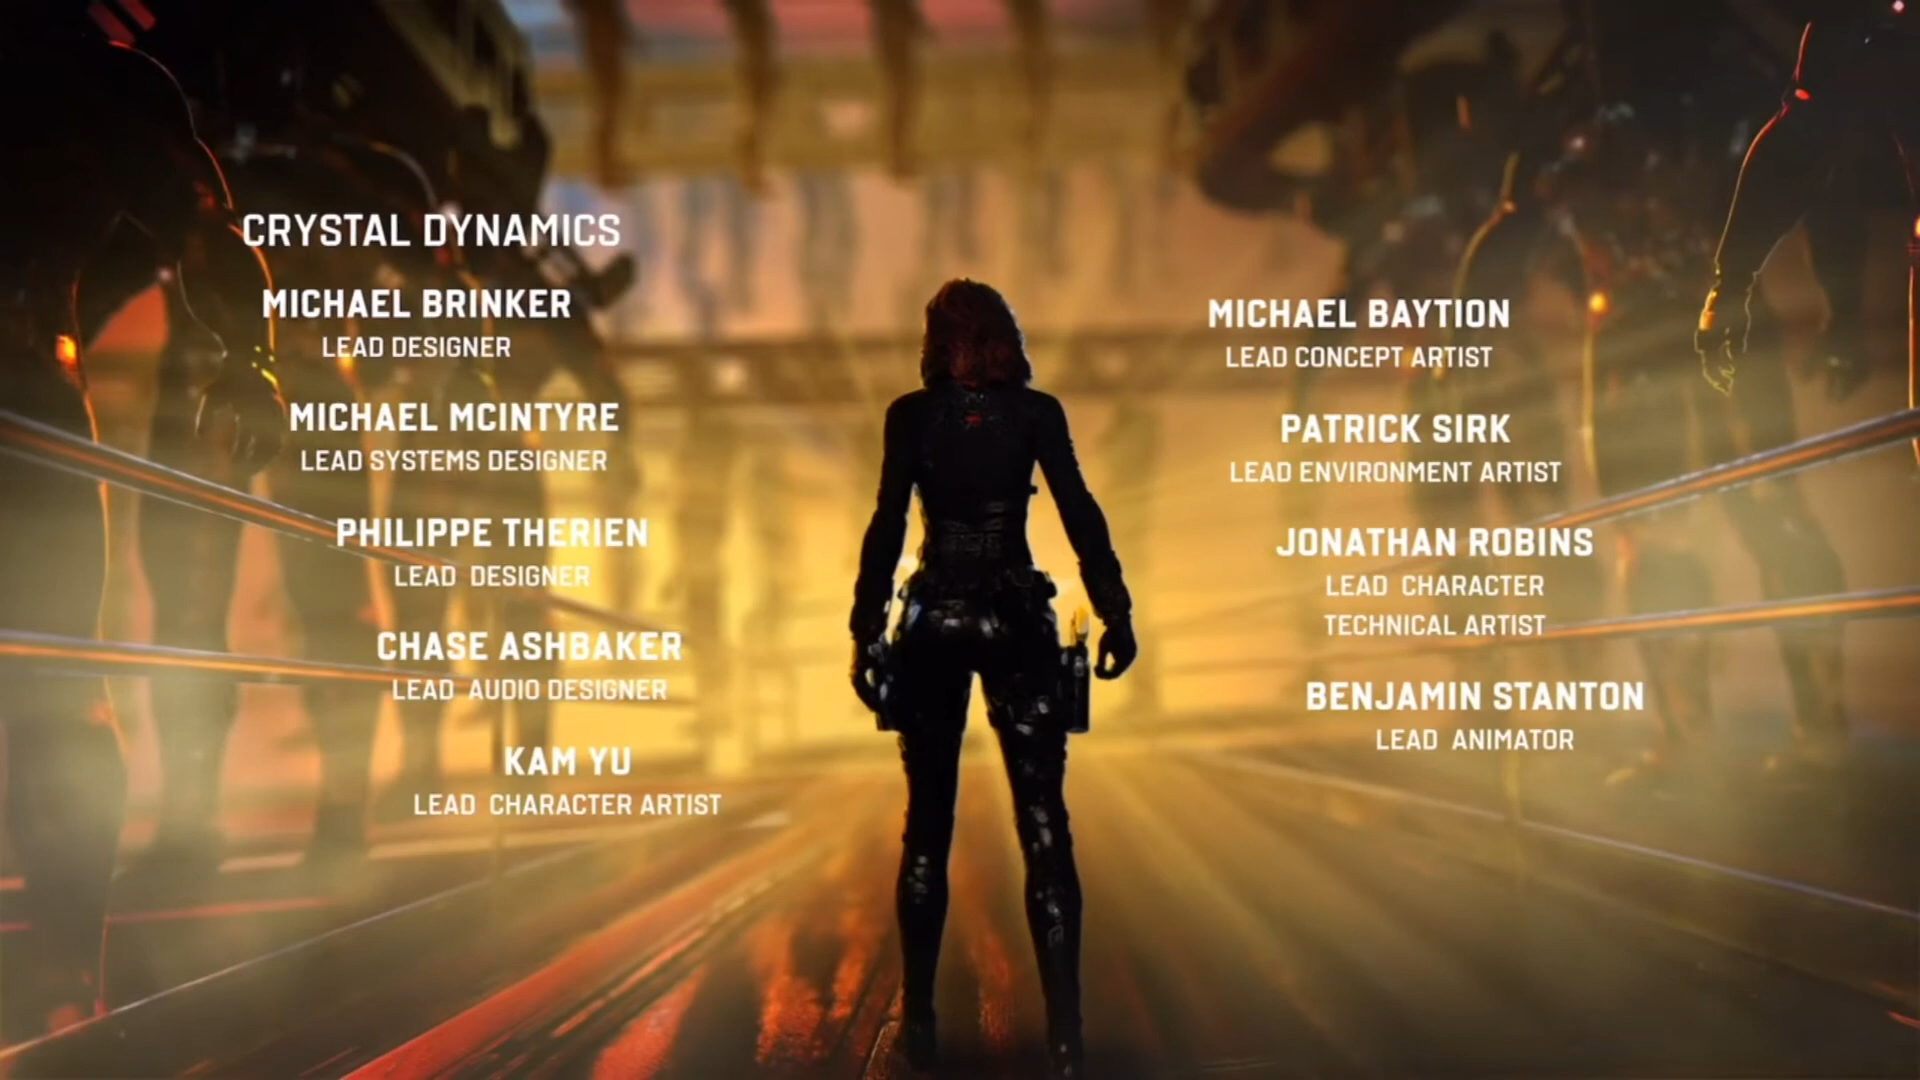 CRYSTAL DYNAMICS
MICHAEL BRINKER
LEAD DESIGNER
MICHAEL MCINTYRE
LEAD SYSTEMS DESIGNER
PHILIPPE THERIEN
LEAD DESIGNER
CHASE ASHBAKER
LEAD AUDIO DESIGNER
KAM YU
LEAD CHARACTER ARTIST
MICHAEL BAYTION
LEAD CONCEPT ARTIST
PATRICK SIRK
LEAD ENVIRONMENT ARTIST
JONATHAN ROBINS
LEAD CHARACTER
TECHNICAL ARTIST
BENJAMIN STANTON
LEAD ANIMATOR